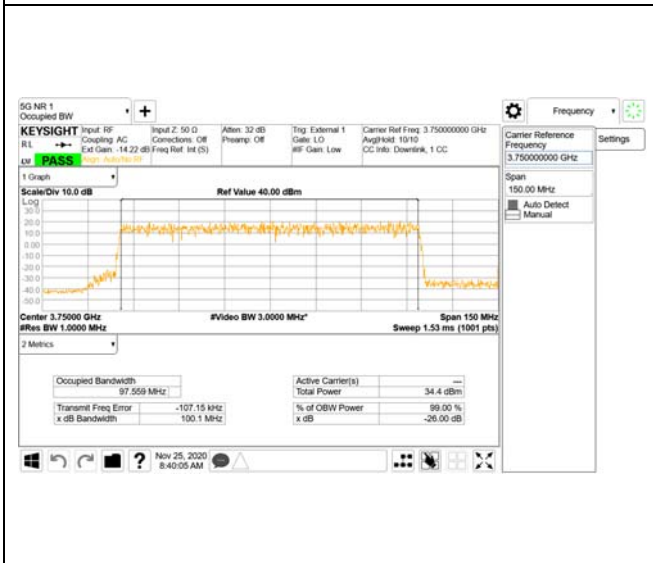 5G NR 1
Occupied BW
+
Frequency
KEYSIGHT Input: RF Input Z: 50 Ω Atten: 32 dB Trig: External 1 Carrier Ref Freq: 3.750000000 GHz
RL Coupling: AC Corrections: Off Preamp: Off Gate: LO Avg|Hold: 10/10
Ext Gain: -14.22 dB Freq Ref: Int (S) #IF Gain: Low CC Info: Downlink, 1 CC
PASS Align: Auto/No RF
Carrier Reference
Frequency
3.750000000 GHz
Settings
Span
150.00 MHz
Auto Detect
Manual
1 Graph
Scale/Div 10.0 dB Ref Value 40.00 dBm
Log
30.0
20.0
10.0
0.00
-10.0
-20.0
-30.0
-40.0
-50.0
Center 3.75000 GHz #Video BW 3.0000 MHz* Span 150 MHz
#Res BW 1.0000 MHz Sweep 1.53 ms (1001 pts)
2 Metrics
Occupied Bandwidth Active Carrier(s) ---
97.559 MHz Total Power 34.4 dBm
Transmit Freq Error -107.15 kHz % of OBW Power 99.00 %
x dB Bandwidth 100.1 MHz x dB -26.00 dB
? Nov 25, 2020
8:40:05 AM